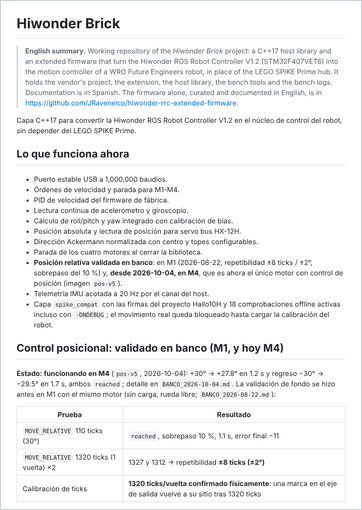 Hiwonder Brick
English summary. Working repository of the Hiwonder Brick project: a C++17 host library and
an extended firmware that turn the Hiwonder ROS Robot Controller V1.2 (STM32F407VET6) into
the motion controller of a WRO Future Engineers robot, in place of the LEGO SPIKE Prime hub. It
holds the vendor's project, the extension, the host library, the bench tools and the bench logs.
Documentation is in Spanish. The firmware alone, curated and documented in English, is in
https://github.com/JRavenelco/hiwonder-rrc-extended-firmware.
Capa C++17 para convertir la Hiwonder ROS Robot Controller V1.2 en el núcleo de control del robot,
sin depender del LEGO SPIKE Prime.
Lo que funciona ahora
• Puerto estable USB a 1,000,000 baudios.
• Órdenes de velocidad y parada para M1-M4.
• PID de velocidad del firmware de fábrica.
• Lectura continua de acelerómetro y giroscopio.
• Cálculo de roll/pitch y yaw integrado con calibración de bias.
• Posición absoluta y lectura de posición para servo bus HX-12H.
• Dirección Ackermann normalizada con centro y topes configurables.
• Parada de los cuatro motores al cerrar la biblioteca.
• Posición relativa validada en banco: en M1 (2026-08-22, repetibilidad ±8 ticks / ±2°,
sobrepaso del 10 %) y, desde 2026-10-04, en M4, que es ahora el único motor con control de
posición (imagen pos-v5 ).
• Telemetría IMU acotada a 20 Hz por el canal del host.
• Capa spike_compat con las firmas del proyecto Hailo10H y 18 comprobaciones offline activas
incluso con -DNDEBUG ; el movimiento real queda bloqueado hasta cargar la calibración del
robot.
Control posicional: validado en banco (M1, y hoy M4)
Estado: funcionando en M4 ( pos-v5 , 2026-10-04): +30° → +27.8° en 1.2 s y regreso −30° →
−29.5° en 1.7 s, ambos reached ; detalle en BANCO_2026-10-04.md . La validación de fondo se hizo
antes en M1 con el mismo motor (sin carga, rueda libre; BANCO_2026-08-22.md ):
Prueba Resultado
MOVE_RELATIVE 110 ticks
(30°) reached , sobrepaso 10 %, 1.1 s, error final −11
MOVE_RELATIVE 1320 ticks (1
vuelta) ×2 1327 y 1312 → repetibilidad ±8 ticks (±2°)
Calibración de ticks 1320 ticks/vuelta confirmado físicamente: una marca en el eje
de salida vuelve a su sitio tras 1320 ticks